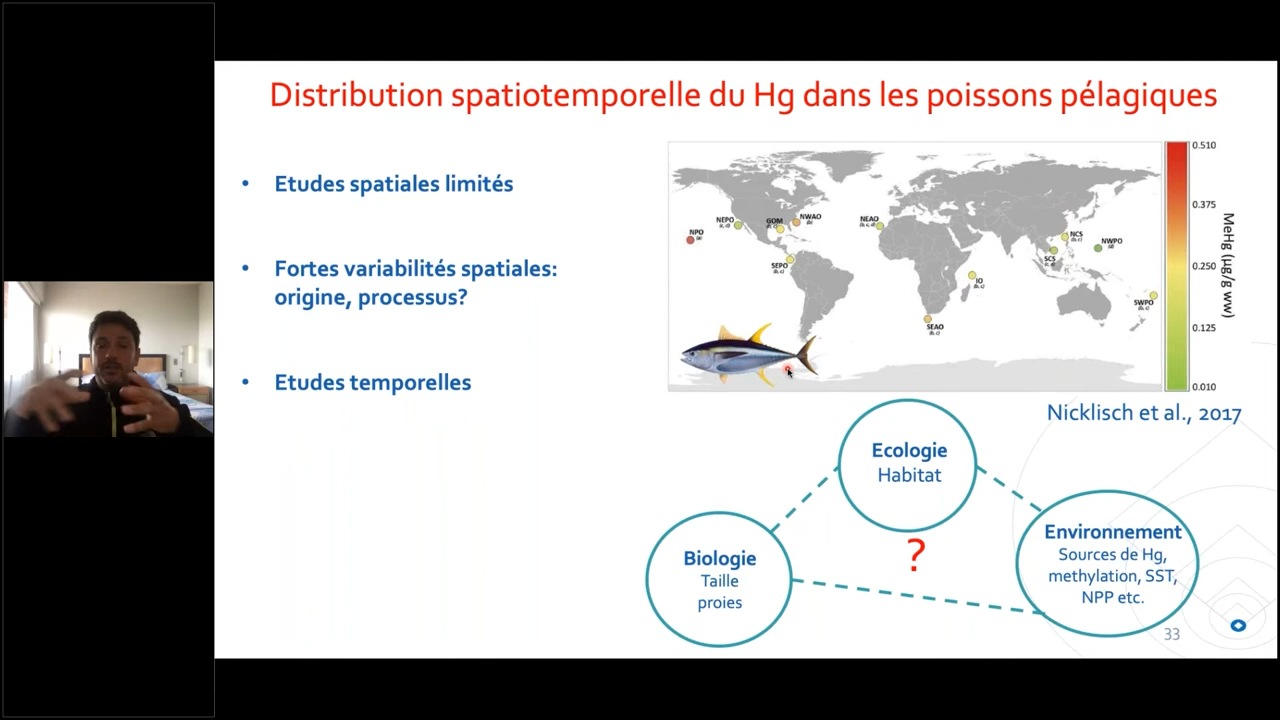 Distribution spatiotemporelle du Hg dans les poissons pélagiques
• Etudes spatiales limités
• Fortes variabilités spatiales:
origine, processus?
• Etudes temporelles
NPO
(a)
NEPO
GOM
NWAO
(b)
SEPO
(b, c)
NEAO
SEAO
(b, c)
IO
(b, c)
NCS
(b, c)
SCS
NWPO
(d)
SWPO
(b, c)
0.510
0.375
0.250
0.125
0.010
MeHg (µg/g ww)
Nicklisch et al., 2017
Ecologie
Habitat
Biologie
Taille
proies
?
Environnement
Sources de Hg,
methylation, SST,
NPP etc.
33